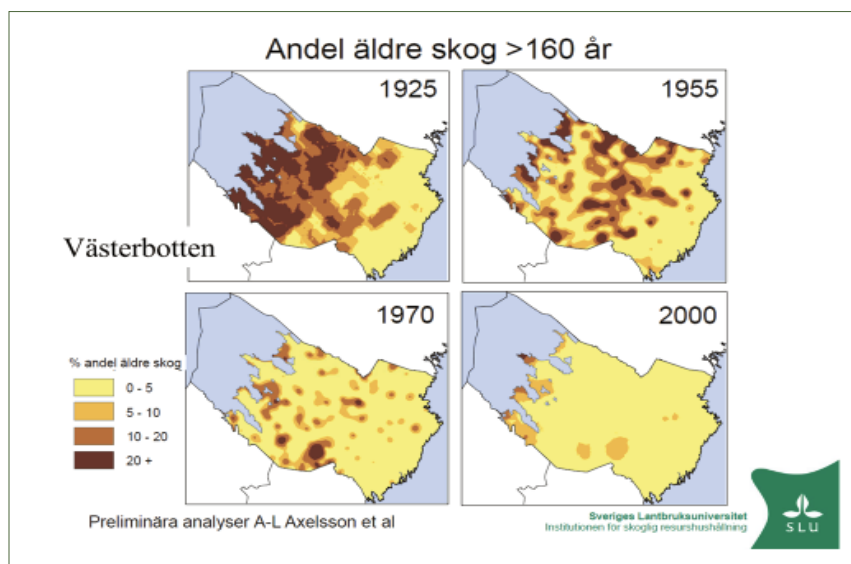 Andel äldre skog >160 år
1925
1955
Västerbotten
1970
2000
% andel äldre skog
0 - 5
5 - 10
10 - 20
20 +
Preliminära analyser A-L Axelsson et al
Sveriges Lantbruksuniversitet
Institutionen för skoglig resurshushållning
SLU